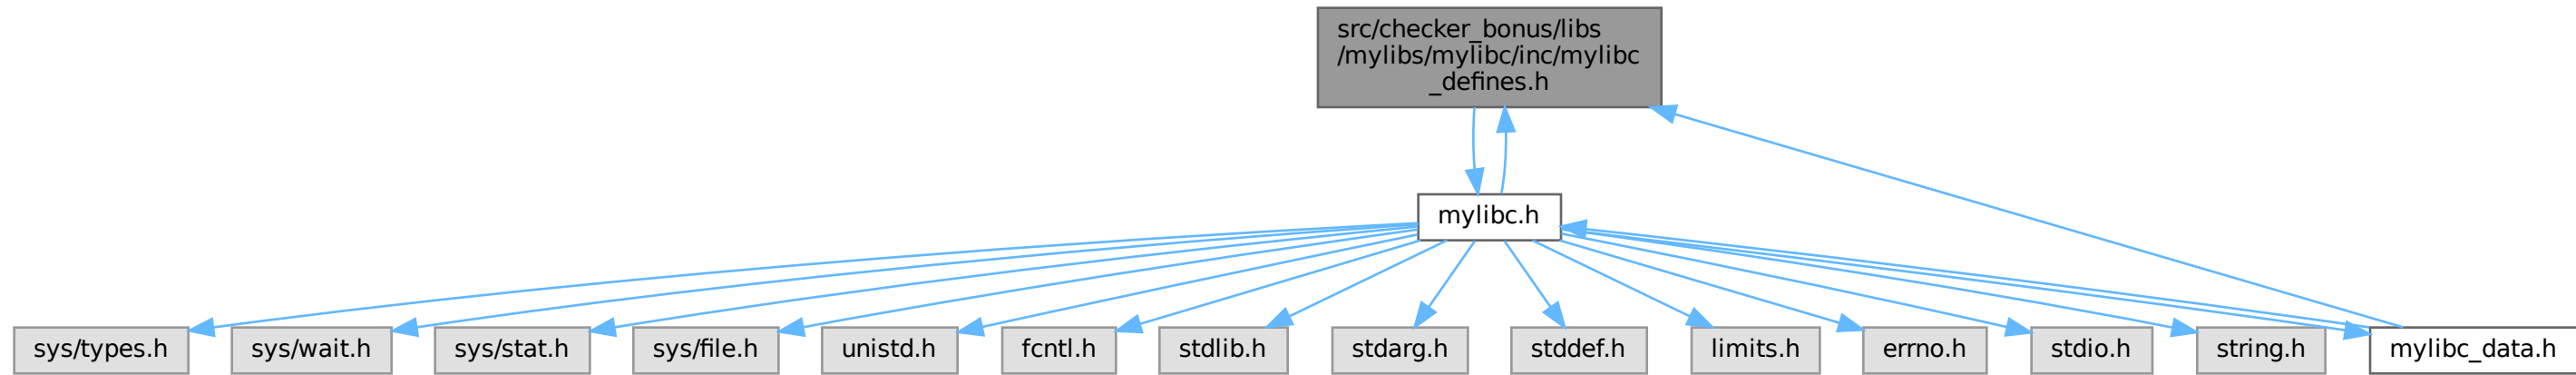 src/checker_bonus/libs
/mylibs/mylibc/inc/mylibc
_defines.h
mylibc.h
sys/types.h
sys/wait.h
sys/stat.h
sys/file.h
unistd.h
fcntl.h
stdlib.h
stdarg.h
stddef.h
limits.h
errno.h
stdio.h
string.h
mylibc_data.h